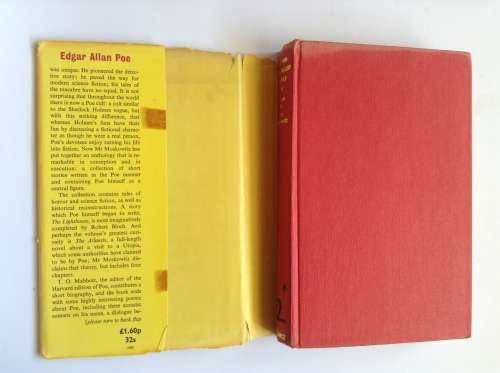 Edgar Allan Poe
was unique. He pioneered the detec-
tive story; he paved the way for
modern science fiction; his tales of
the macabre have no equal. It is not
surprising that throughout the world
there is now a Poe cult: a cult similar
to the Sherlock Holmes vogue, but
with this striking difference, that
whereas Holmes's fans have their
fun by discussing a fictional charac-
ter as though he were a real person,
Poe's devotees enjoy turning his life
into fiction. Now Mr Moskowitz has
put together an anthology that is re-
markable in conception and in
execution: a collection of short
stories written in the Poe manner
and containing Poe himself as a
central figure.
The collection contains tales of
horror and science fiction, as well as
historical reconstructions. A story
which Poe himself began to write,
The Lighthouse, is most imaginatively
completed by Robert Bloch. And
perhaps the volume's greatest curi-
osity is The Atlantis, a full-length
novel about a visit to a Utopia,
which some authorities have claimed
to be by Poe; Mr Moskowitz dis-
claims that theory, but includes four
chapters.
T. O. Mabbott, the editor of the
Harvard edition of Poe, contributes a
short biography, and the book ends
with some highly interesting poems
about Poe, including three acrostic
sonnets on his name, a dialogue be-
(please turn to back flap
£1.60p
32s